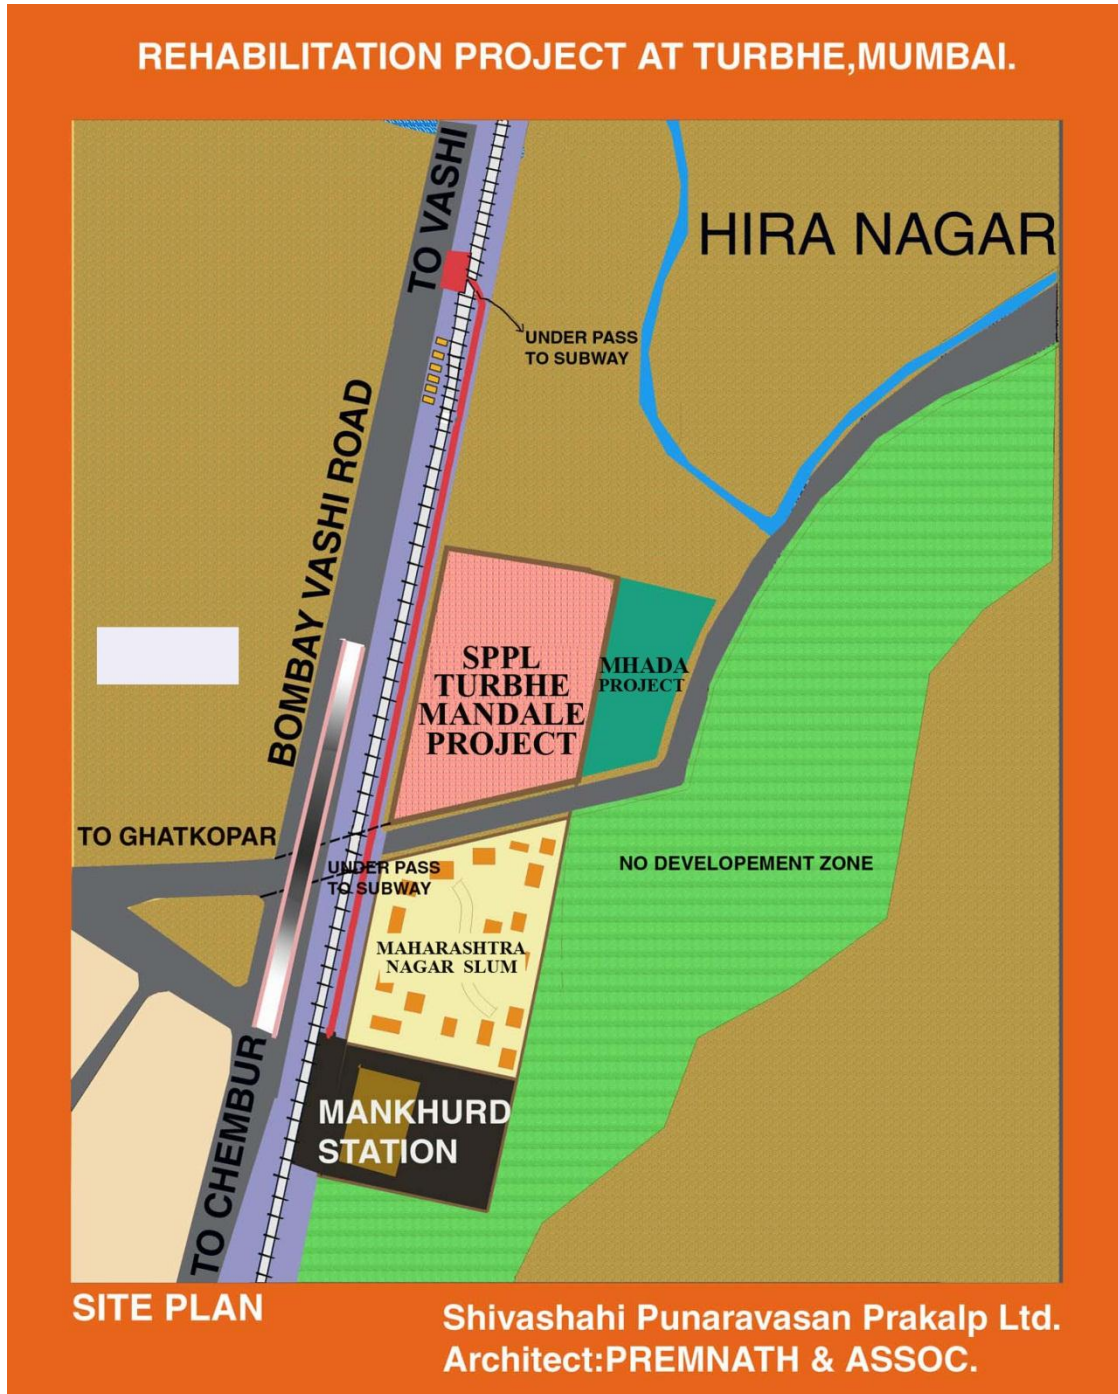 REHABILITATION PROJECT AT TURBHE,MUMBAI.
TO VASHI
HIRA NAGAR
UNDER PASS
TO SUBWAY
BOMBAY VASHI ROAD
SPPL
TURBHE
MANDALE
PROJECT
MHADA
PROJECT
TO GHATKOPAR
UNDER PASS
TO SUBWAY
NO DEVELOPEMENT ZONE
MAHARASHTRA
NAGAR SLUM
MANKHURD
STATION
TO CHEMBUR
SITE PLAN
Shivashahi Punaravasan Prakalp Ltd.
Architect:PREMNATH & ASSOC.